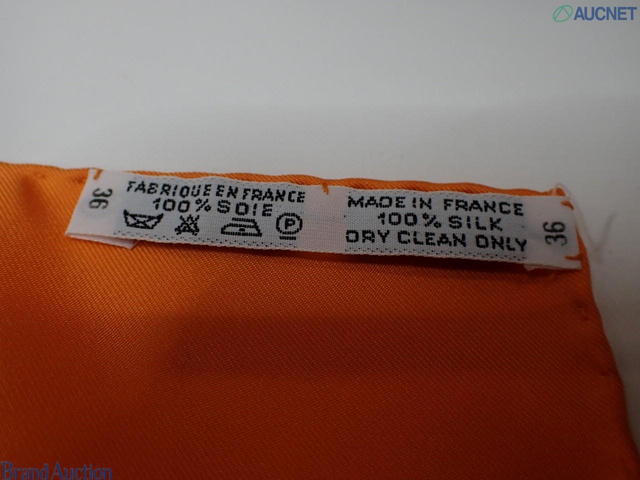 AUCNET
36
FABRIQUE EN FRANCE
100% SOIE
P
MADE IN FRANCE
100% SILK
DRY CLEAN ONLY
36
Brand Auction